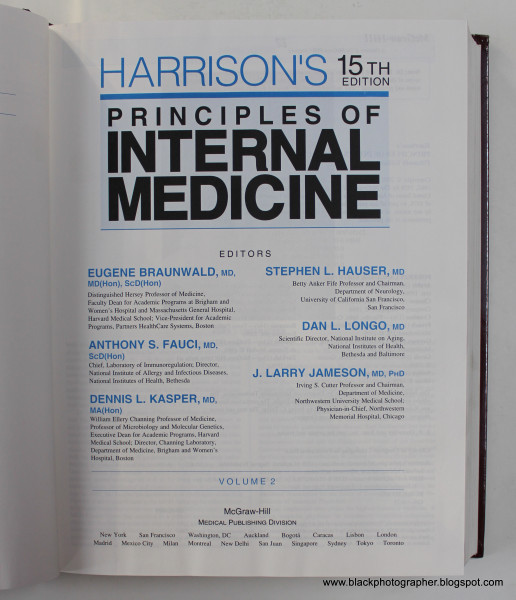 HARRISON'S 15TH EDITION
PRINCIPLES OF
INTERNAL
MEDICINE
EDITORS
EUGENE BRAUNWALD, MD,
MD(Hon), ScD(Hon)
Distinguished Hersey Professor of Medicine,
Faculty Dean for Academic Programs at Brigham and
Women's Hospital and Massachusetts General Hospital,
Harvard Medical School; Vice-President for Academic
Programs, Partners HealthCare Systems, Boston
ANTHONY S. FAUCI, MD,
ScD(Hon)
Chief, Laboratory of Immunoregulation; Director,
National Institute of Allergy and Infectious Diseases,
National Institutes of Health, Bethesda
DENNIS L. KASPER, MD,
MA(Hon)
William Ellery Channing Professor of Medicine,
Professor of Microbiology and Molecular Genetics,
Executive Dean for Academic Programs, Harvard
Medical School; Director, Channing Laboratory,
Department of Medicine, Brigham and Women's
Hospital, Boston
STEPHEN L. HAUSER, MD
Betty Anker Fife Professor and Chairman,
Department of Neurology,
University of California San Francisco,
San Francisco
DAN L. LONGO, MD
Scientific Director, National Institute on Aging,
National Institutes of Health,
Bethesda and Baltimore
J. LARRY JAMESON, MD, PHD
Irving S. Cutter Professor and Chairman,
Department of Medicine,
Northwestern University Medical School;
Physician-in-Chief, Northwestern
Memorial Hospital, Chicago
VOLUME 2
McGraw-Hill
MEDICAL PUBLISHING DIVISION
New York San Francisco Washington, DC Auckland Bogotá Caracas Lisbon London
Madrid Mexico City Milan Montreal New Delhi San Juan Singapore Sydney Tokyo Toronto
www.blackphotographer.blogspot.com